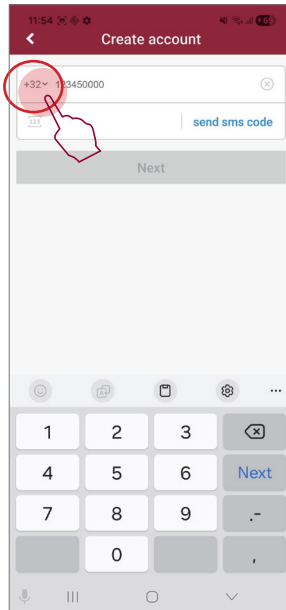 11:54
Create account
+32 123450000
123 send sms code
Next
1 2 3
4 5 6 Next
7 8 9 .-
0 ,